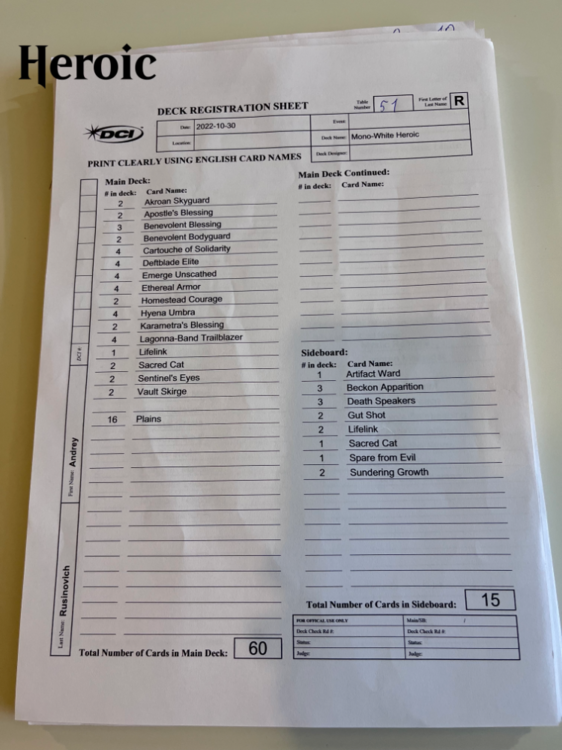 Heroic
DECK REGISTRATION SHEET
Table Number 51
First Letter of Last Name R
DCI
Date: 2022-10-30
Event:
Location:
Deck Name: Mono-White Heroic
Deck Designer:
PRINT CLEARLY USING ENGLISH CARD NAMES
Main Deck:
# in deck: Card Name:
2 Akroan Skyguard
2 Apostle's Blessing
3 Benevolent Blessing
2 Benevolent Bodyguard
4 Cartouche of Solidarity
4 Deftblade Elite
4 Emerge Unscathed
4 Ethereal Armor
2 Homestead Courage
4 Hyena Umbra
2 Karametra's Blessing
4 Lagonna-Band Trailblazer
1 Lifelink
2 Sacred Cat
2 Sentinel's Eyes
2 Vault Skirge
16 Plains
Total Number of Cards in Main Deck: 60
Main Deck Continued:
# in deck: Card Name:
Sideboard:
# in deck: Card Name:
1 Artifact Ward
3 Beckon Apparition
3 Death Speakers
2 Gut Shot
2 Lifelink
1 Sacred Cat
1 Spare from Evil
2 Sundering Growth
Total Number of Cards in Sideboard: 15
FOR OFFICIAL USE ONLY
Main/SB: /
Deck Check Rd #:
Deck Check Rd #:
Status:
Status:
Judge:
Judge:
DCI #:
First Name: Andrey
Last Name: Rusinovich